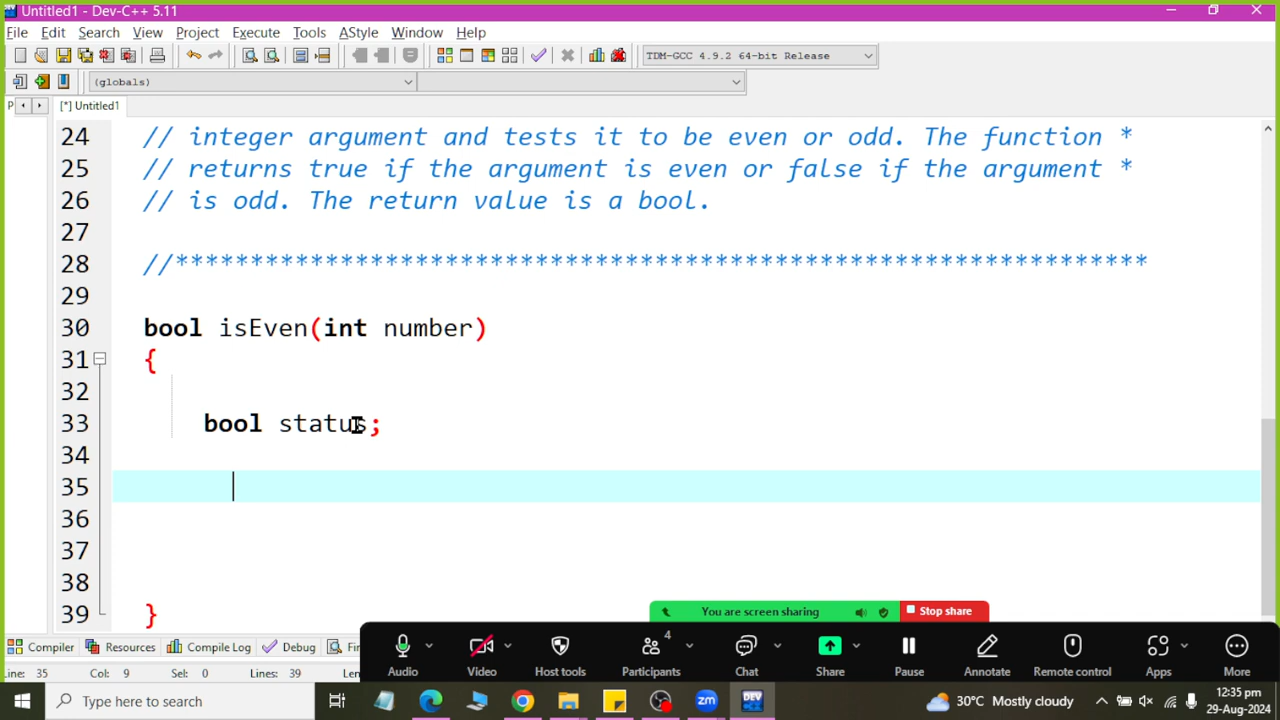 Untitled1 - Dev-C++ 5.11
File Edit Search View Project Execute Tools AStyle Window Help
TDM-GCC 4.9.2 64-bit Release
(globals)
P [*] Untitled1
24 // integer argument and tests it to be even or odd. The function *
25 // returns true if the argument is even or false if the argument *
26 // is odd. The return value is a bool.
27
28 //*****************************************************************
29
30 bool isEven(int number)
31 {
32
33 bool status;
34
35
36
37
38
39 }
You are screen sharing Stop share
Compiler Resources Compile Log Debug Fi
Line: 35 Col: 9 Sel: 0 Lines: 39 Len
4
Audio Video Host tools Participants Chat Share Pause Annotate Remote control Apps More
Type here to search
zm
DEV
30°C Mostly cloudy
12:35 pm
29-Aug-2024